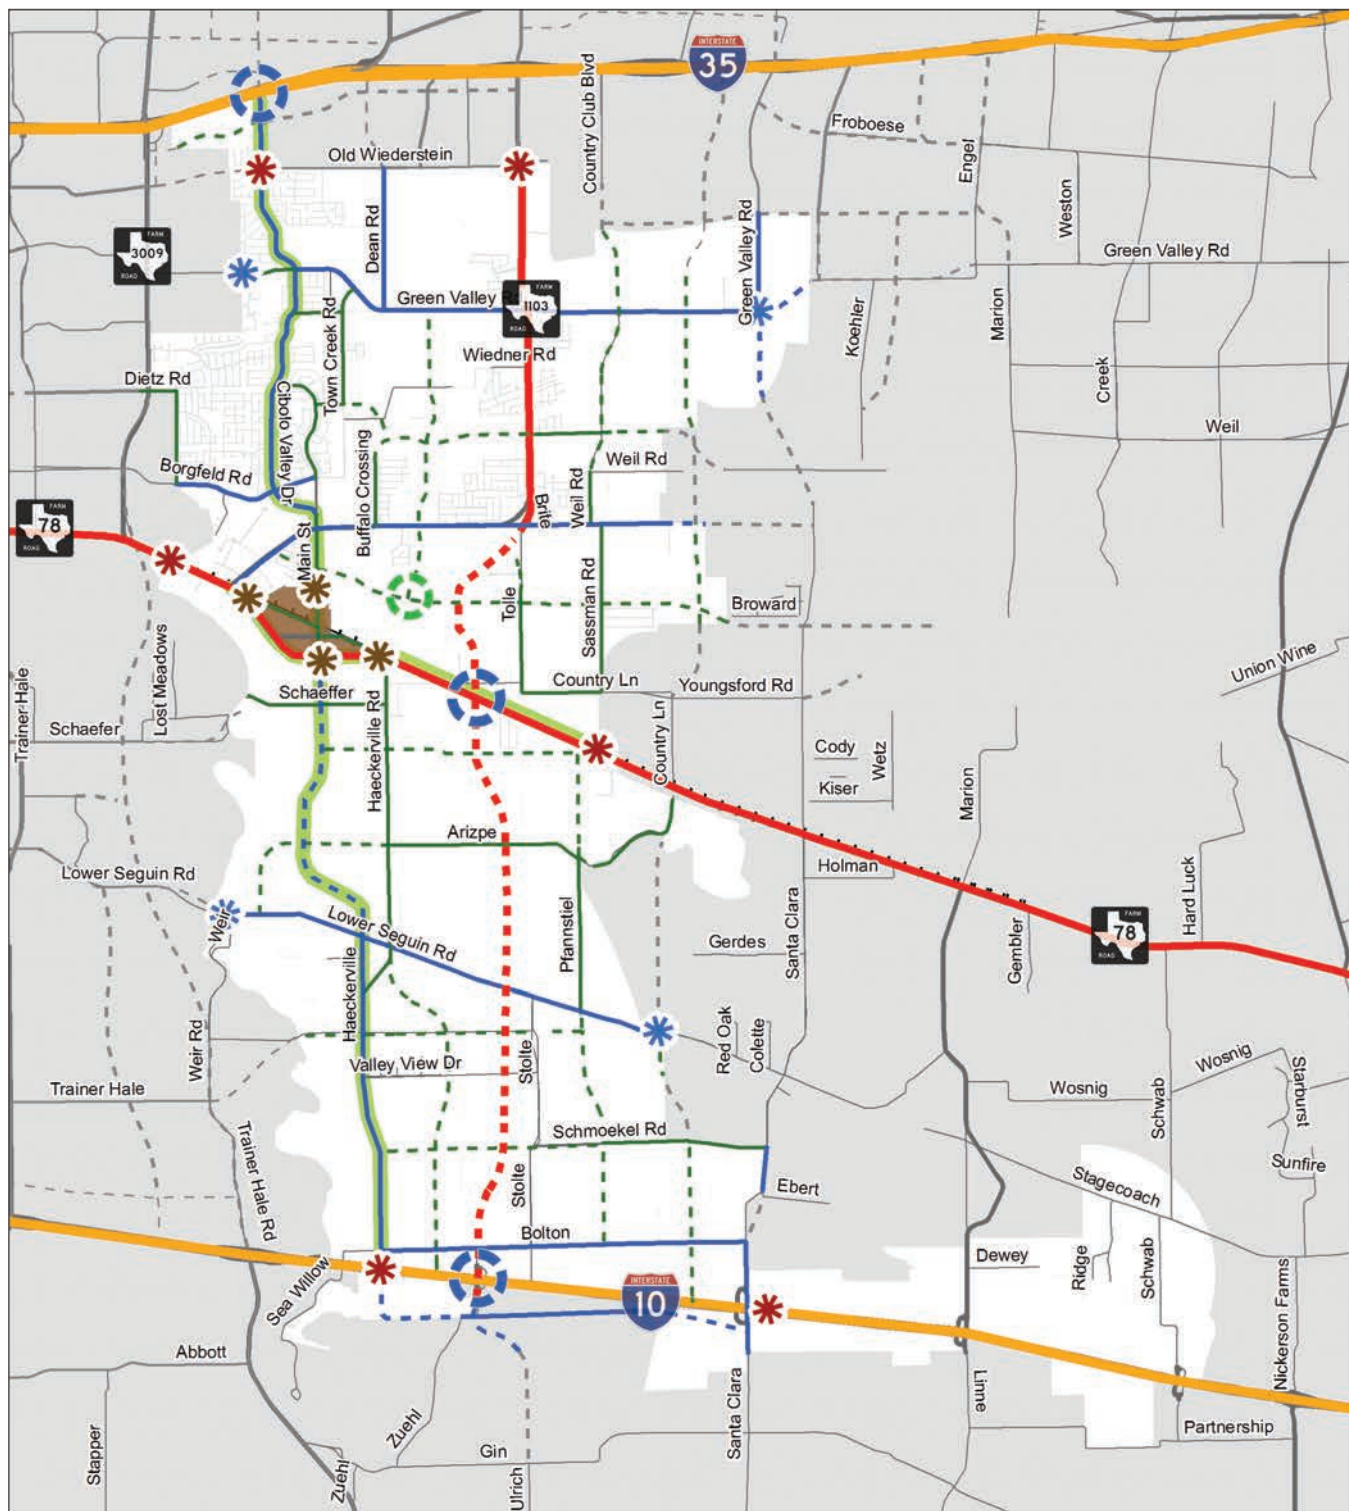 INTERSTATE
35
Country Club Blvd
Froboese
Engel
Old Wiederstein
Weston
Dean Rd
Green Valley Rd
Green Valley Rd
FARM
3009
ROAD
Green Valley R
FARM
1103
ROAD
Town Creek Rd
Koehler
Marion
Wiedner Rd
Dietz Rd
Creek
Cibolo Valley Dr
Weil
Borgfeld Rd
Buffalo Crossing
Weil Rd
Weil Rd
Brite
FARM
78
ROAD
Main St
Tolle
Sassman Rd
Broward
Lost Meadows
Union Wine
Trainer Hale
Schaeffer
Country Ln
Youngsford Rd
Schaefer
Haeckerville Rd
Country Ln
Cody
Wetz
Kiser
Marion
Arizpe
Holman
Lower Seguin Rd
Hard Luck
Weir
Lower Seguin Rd
Pfannstiel
Gerdes
Santa Clara
Gembler
FARM
78
ROAD
Haeckerville
Weir Rd
Stolte
Red Oak
Colette
Valley View Dr
Wosnig
Wosnig
Starburst
Trainer Hale
Schwab
Trainer Hale Rd
Schmoekel Rd
Sunfire
Stolte
Ebert
Stagecoach
Bolton
Dewey
Ridge
Schwab
Sea Willow
INTERSTATE
10
Nickerson Farms
Abbott
Linne
Santa Clara
Zuehl
Partnership
Stapper
Gin
Zuehl
Ulrich